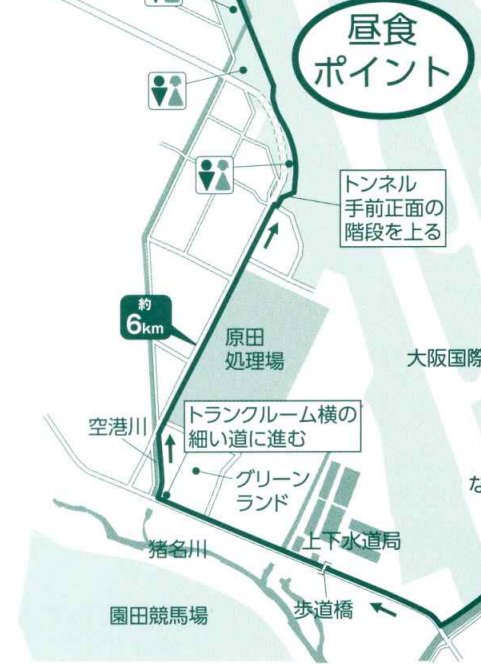 昼食
ポイント
トンネル
手前正面の
階段を上る
約
6km
原田
処理場
大阪国際
トランクルーム横の
細い道に進む
空港川
グリーン
ランド
な
猪名川
上下水道局
園田競馬場
歩道橋